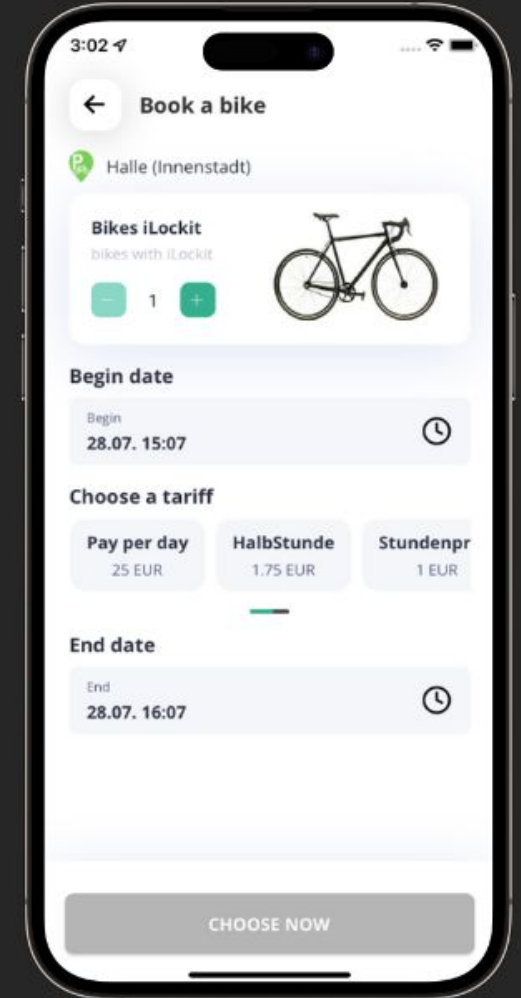 3:02
Book a bike
Halle (Innenstadt)
Bikes iLockit
bikes with iLockit
1
Begin date
Begin
28.07. 15:07
Choose a tariff
Pay per day HalbStunde Stundenpr
25 EUR 1.75 EUR 1 EUR
End date
End
28.07. 16:07
CHOOSE NOW